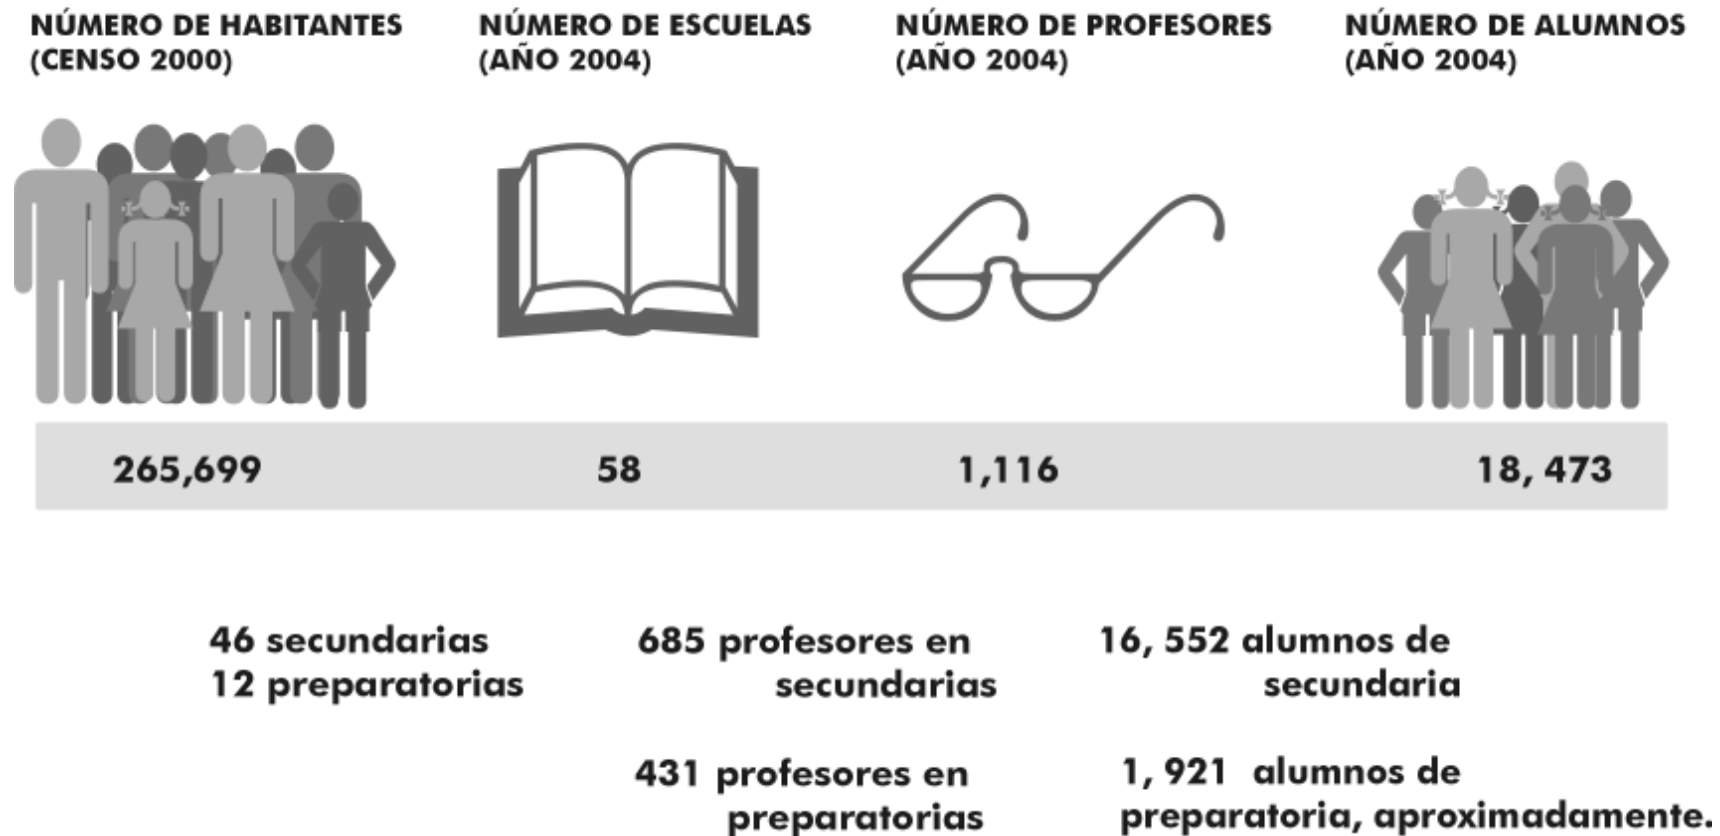 NÚMERO DE HABITANTES
(CENSO 2000)
NÚMERO DE ESCUELAS
(AÑO 2004)
NÚMERO DE PROFESORES
(AÑO 2004)
NÚMERO DE ALUMNOS
(AÑO 2004)
265,699
58
1,116
18, 473
46 secundarias
12 preparatorias
685 profesores en
secundarias
16, 552 alumnos de
secundaria
431 profesores en
preparatorias
1, 921 alumnos de
preparatoria, aproximadamente.